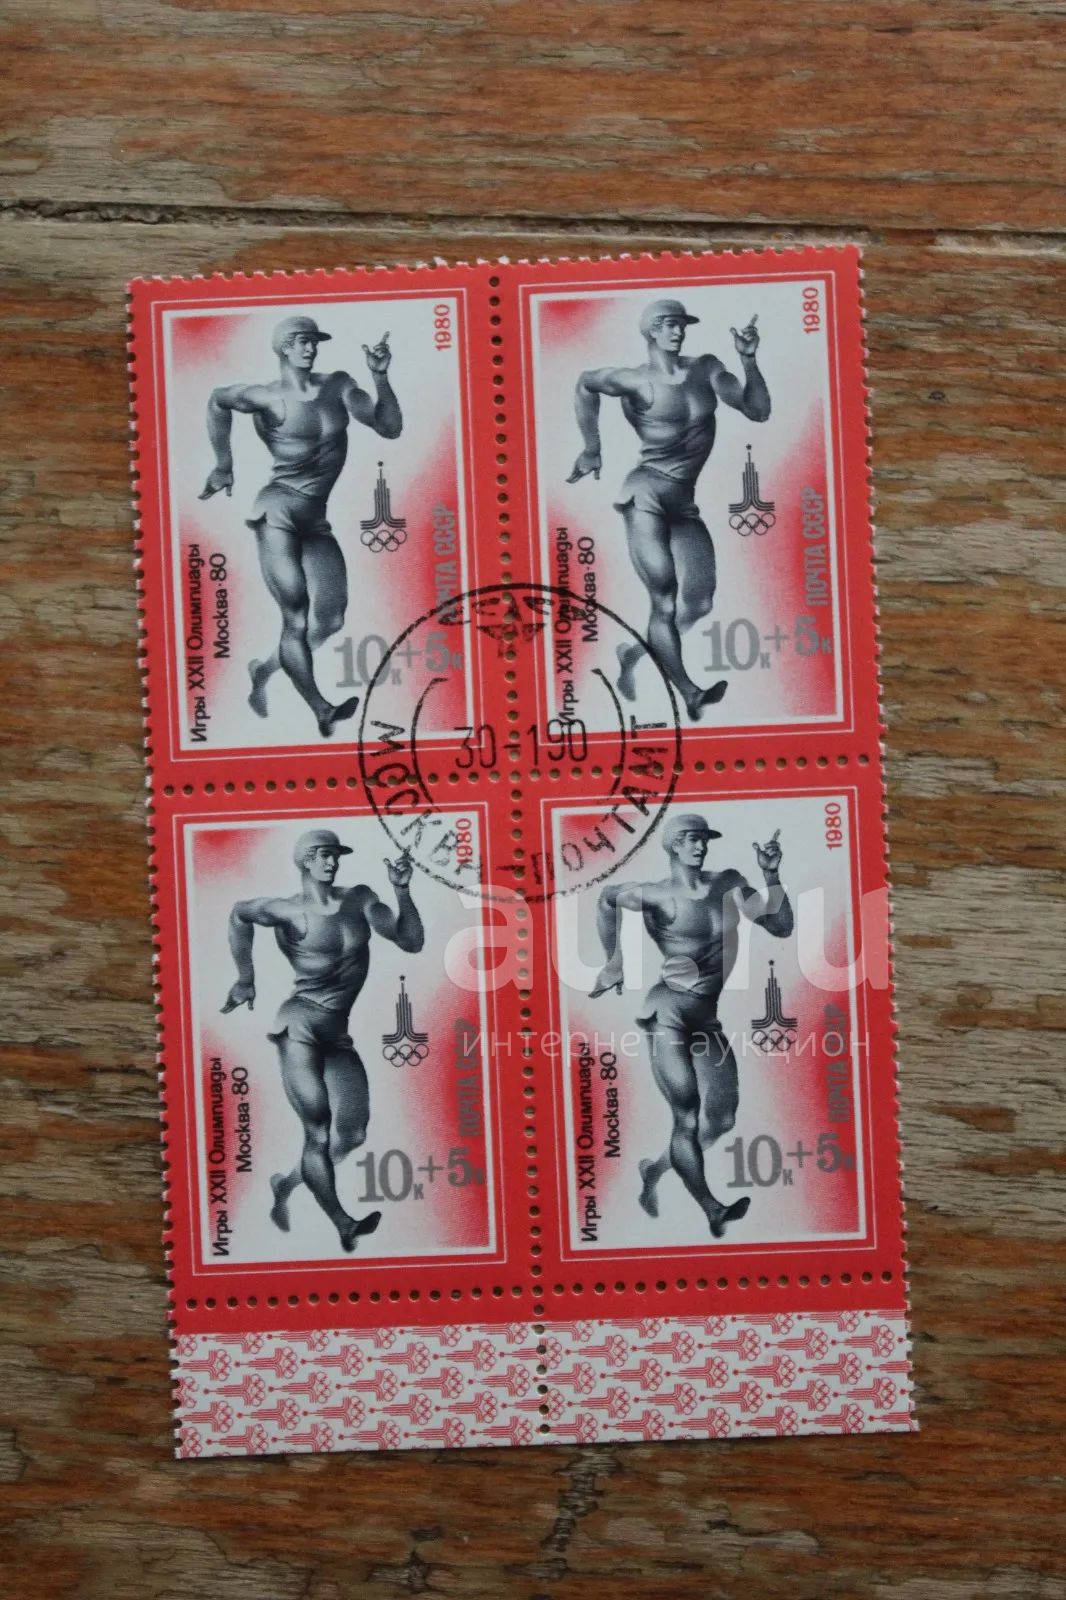 1980
Игры XXII Олимпиады
Москва·80
ПОЧТА СССР
10к+5к
1980
Игры XXII Олимпиады
Москва·80
ПОЧТА СССР
10к+5к
СССР
30 1 90
МОСКВА ПОЧТАМТ
1980
Игры XXII Олимпиады
Москва·80
ПОЧТА СССР
10к+5к
1980
Игры XXII Олимпиады
Москва·80
ПОЧТА СССР
10к+5к
au.ru
интернет-аукцион